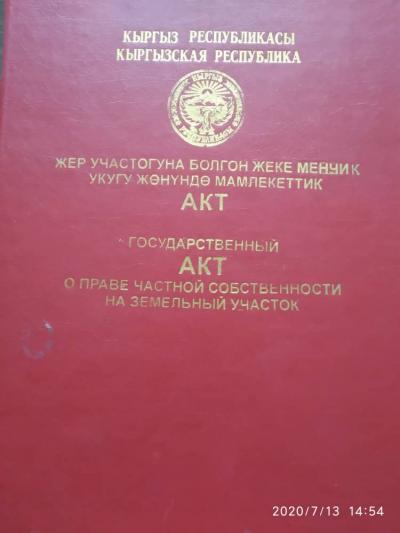 КЫРГЫЗ РЕСПУБЛИКАСЫ
КЫРГЫЗСКАЯ РЕСПУБЛИКА
ЖЕР УЧАСТОГУНА БОЛГОН ЖЕКЕ МЕНЧИК
УКУГУ ЖӨНҮНДӨ МАМЛЕКЕТТИК
АКТ
ГОСУДАРСТВЕННЫЙ
АКТ
О ПРАВЕ ЧАСТНОЙ СОБСТВЕННОСТИ
НА ЗЕМЕЛЬНЫЙ УЧАСТОК
2020/7/13 14:54